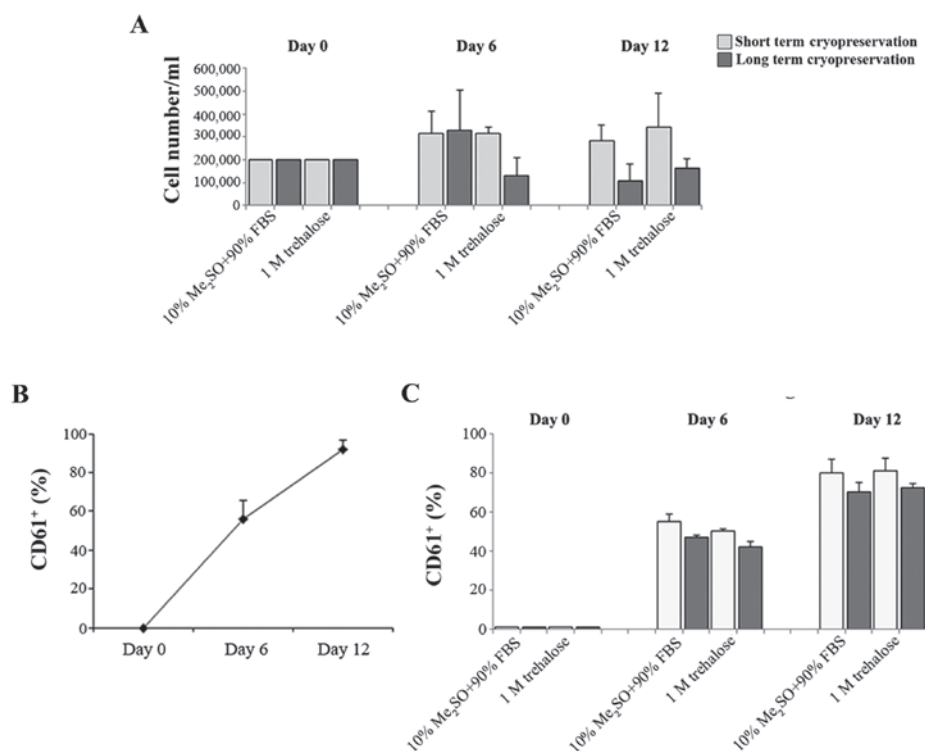 A
Day 0
Day 6
Day 12
Short term cryopreservation
Long term cryopreservation
Cell number/ml
600,000
500,000
400,000
300,000
200,000
100,000
0
10% Me₂SO+90% FBS
1 M trehalose
10% Me₂SO+90% FBS
1 M trehalose
10% Me₂SO+90% FBS
1 M trehalose
B
CD61⁺ (%)
100
80
60
40
20
0
Day 0
Day 6
Day 12
C
Day 0
Day 6
Day 12
CD61⁺ (%)
100
80
60
40
20
0
10% Me₂SO+90% FBS
1 M trehalose
10% Me₂SO+90% FBS
1 M trehalose
10% Me₂SO+90% FBS
1 M trehalose